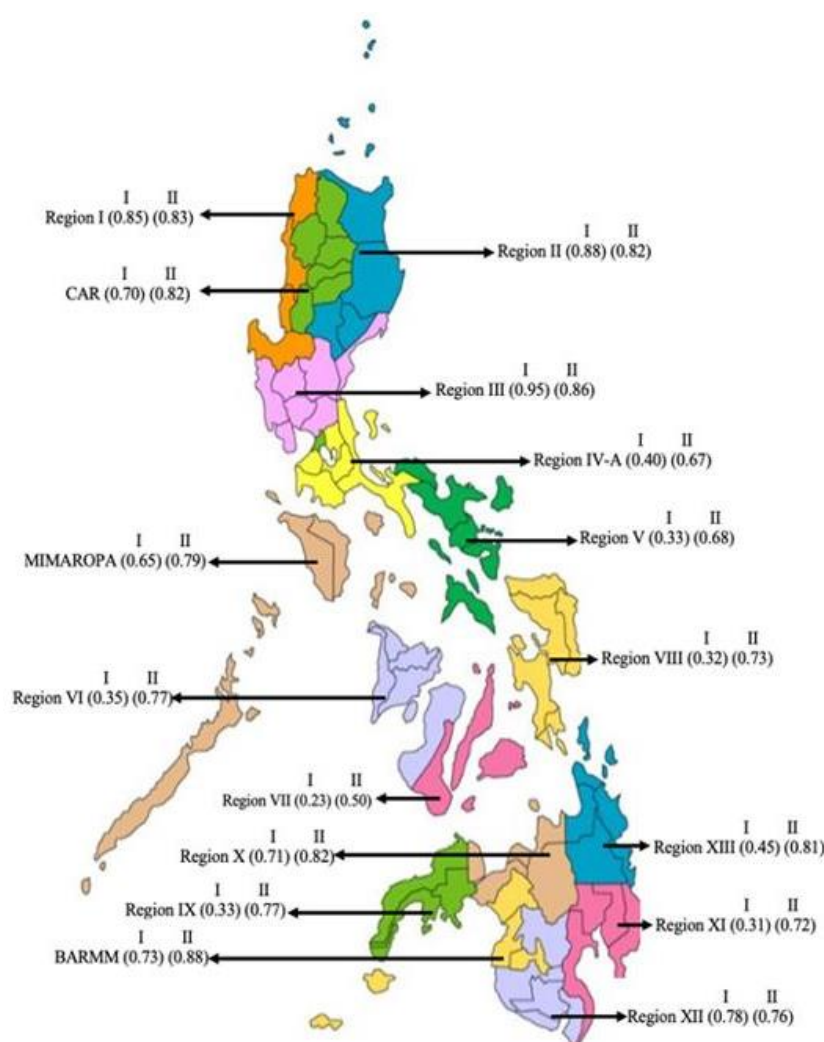 I II
Region I (0.85) (0.83)
I II
Region II (0.88) (0.82)
I II
CAR (0.70) (0.82)
I II
Region III (0.95) (0.86)
I II
Region IV-A (0.40) (0.67)
I II
Region V (0.33) (0.68)
I II
MIMAROPA (0.65) (0.79)
I II
Region VIII (0.32) (0.73)
I II
Region VI (0.35) (0.77)
I II
Region VII (0.23) (0.50)
I II
Region XIII (0.45) (0.81)
I II
Region X (0.71) (0.82)
I II
Region IX (0.33) (0.77)
I II
Region XI (0.31) (0.72)
I II
BARMM (0.73) (0.88)
I II
Region XII (0.78) (0.76)